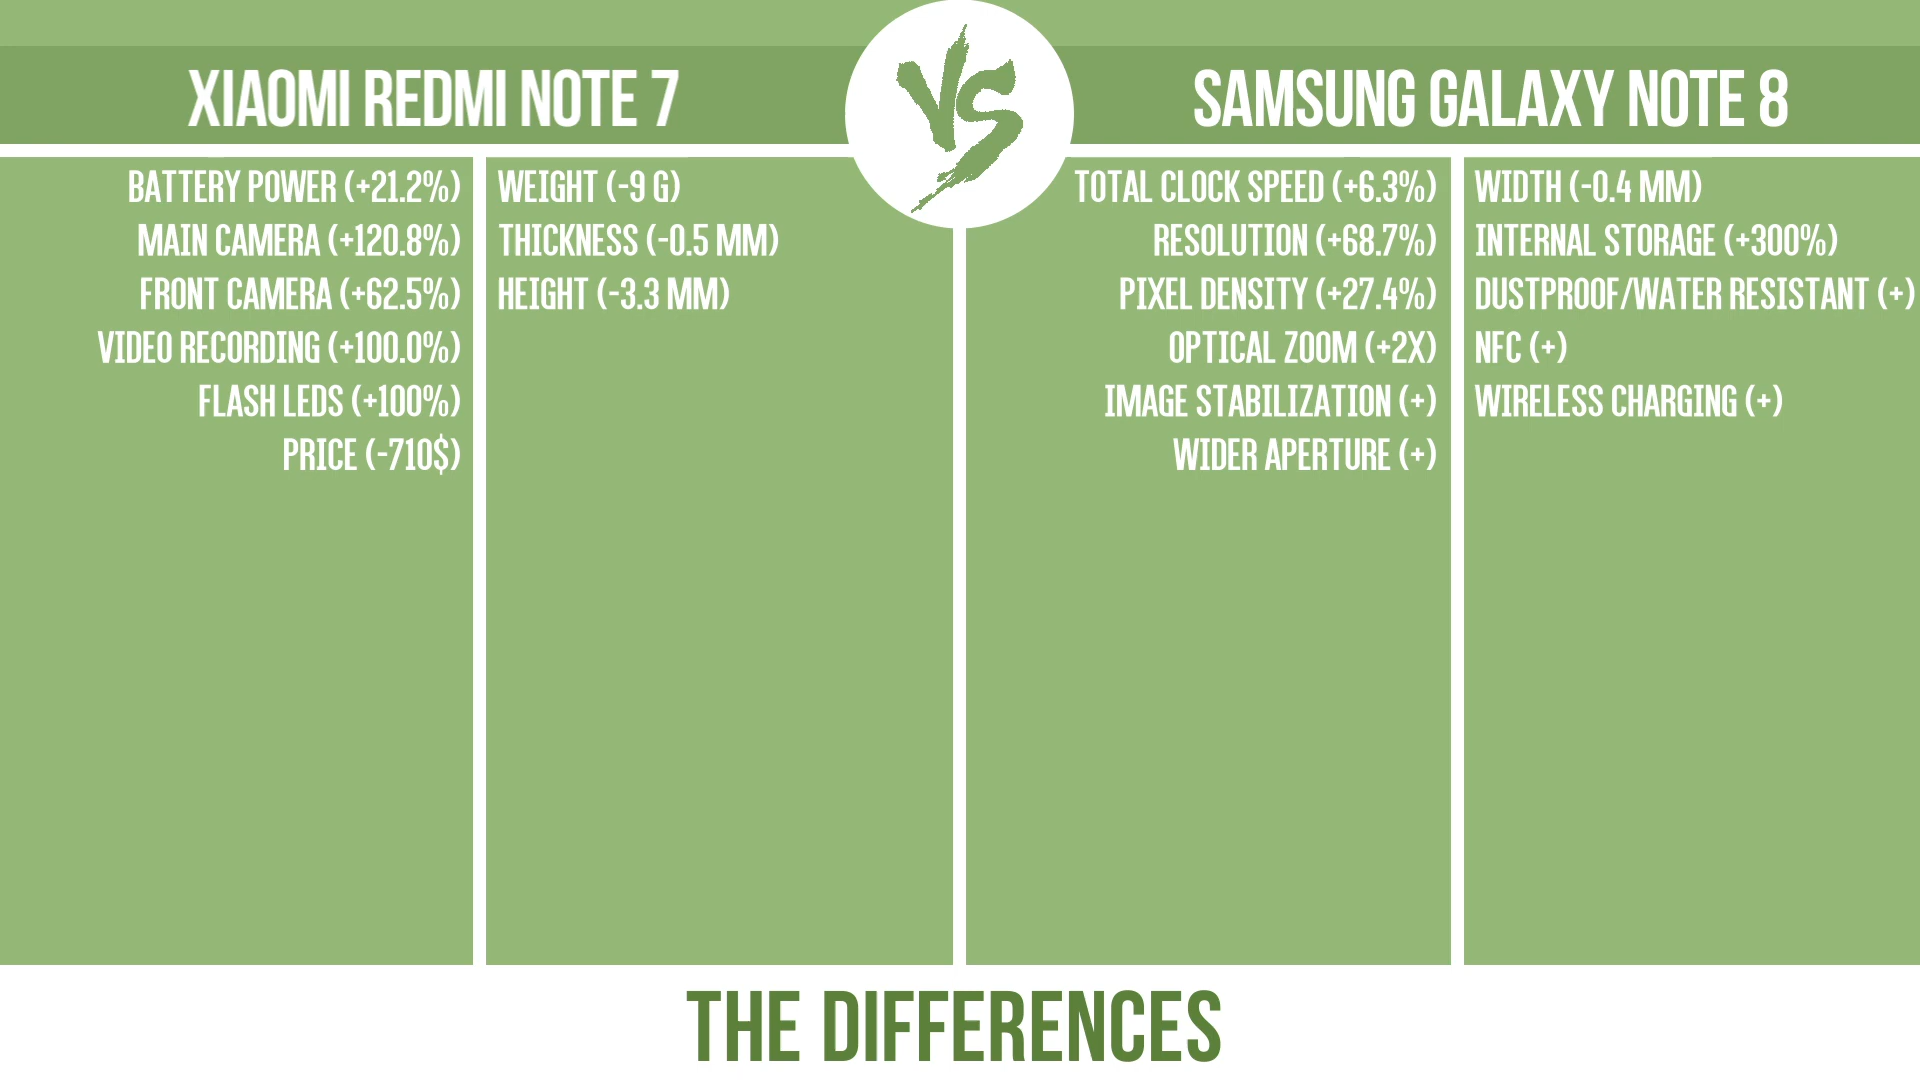 XIAOMI REDMI NOTE 7
VS
SAMSUNG GALAXY NOTE 8
BATTERY POWER (+21.2%)
MAIN CAMERA (+120.8%)
FRONT CAMERA (+62.5%)
VIDEO RECORDING (+100.0%)
FLASH LEDS (+100%)
PRICE (-710$)
WEIGHT (-9 G)
THICKNESS (-0.5 MM)
HEIGHT (-3.3 MM)
TOTAL CLOCK SPEED (+6.3%)
RESOLUTION (+68.7%)
PIXEL DENSITY (+27.4%)
OPTICAL ZOOM (+2X)
IMAGE STABILIZATION (+)
WIDER APERTURE (+)
WIDTH (-0.4 MM)
INTERNAL STORAGE (+300%)
DUSTPROOF/WATER RESISTANT (+)
NFC (+)
WIRELESS CHARGING (+)
THE DIFFERENCES